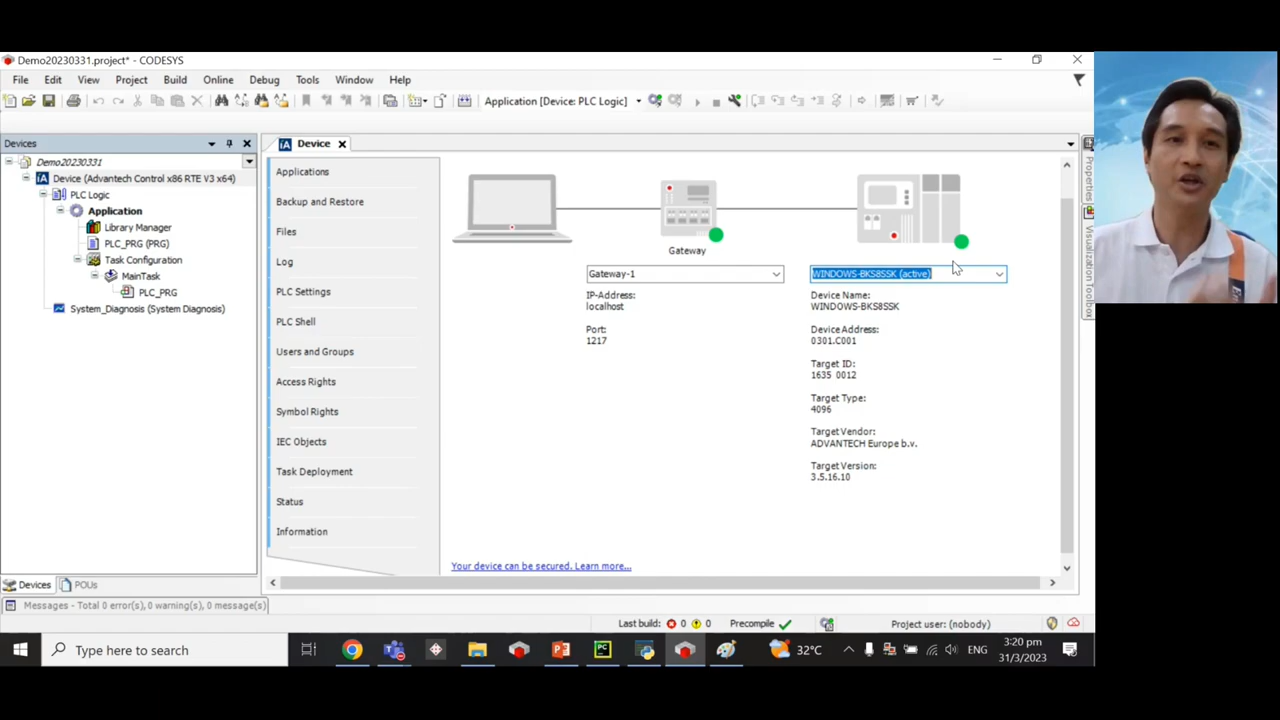 Demo20230331.project* - CODESYS
File Edit View Project Build Online Debug Tools Window Help
Application [Device: PLC Logic]
Devices
Device
Demo20230331
Device (Advantech Control x86 RTE V3 x64)
PLC Logic
Application
Library Manager
PLC_PRG (PRG)
Task Configuration
MainTask
PLC_PRG
System_Diagnosis (System Diagnosis)
Applications
Backup and Restore
Files
Log
PLC Settings
PLC Shell
Users and Groups
Access Rights
Symbol Rights
IEC Objects
Task Deployment
Status
Information
Gateway
Gateway-1
IP-Address:
localhost
Port:
1217
WINDOWS-BKS8SSK (active)
Device Name:
WINDOWS-BKS8SSK
Device Address:
0301.C001
Target ID:
1635 0012
Target Type:
4096
Target Vendor:
ADVANTECH Europe b.v.
Target Version:
3.5.16.10
Your device can be secured. Learn more...
Properties
Visualization Toolbox
Devices POUs
Messages - Total 0 error(s), 0 warning(s), 0 message(s)
Last build: 0 0 Precompile Project user: (nobody)
Type here to search
32°C
ENG
3:20 pm
31/3/2023